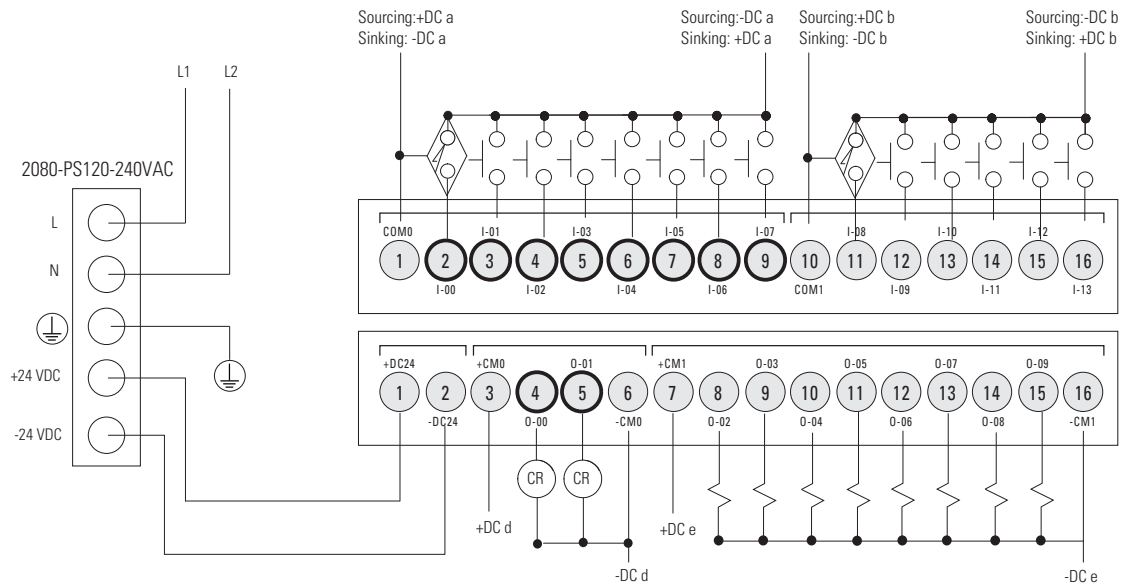 Sourcing:+DC a
Sinking: -DC a
Sourcing:-DC a
Sinking: +DC a
Sourcing:+DC b
Sinking: -DC b
Sourcing:-DC b
Sinking: +DC b
L1 L2
2080-PS120-240VAC
L
N
+24 VDC
-24 VDC
COM0 I-01 I-03 I-05 I-07 I-08 I-10 I-12
1 2 3 4 5 6 7 8 9 10 11 12 13 14 15 16
I-00 I-02 I-04 I-06 COM1 I-09 I-11 I-13
+DC24 +CM0 O-01 +CM1 O-03 O-05 O-07 O-09
1 2 3 4 5 6 7 8 9 10 11 12 13 14 15 16
-DC24 O-00 -CM0 O-02 O-04 O-06 O-08 -CM1
CR CR
+DC d
+DC e
-DC d
-DC e